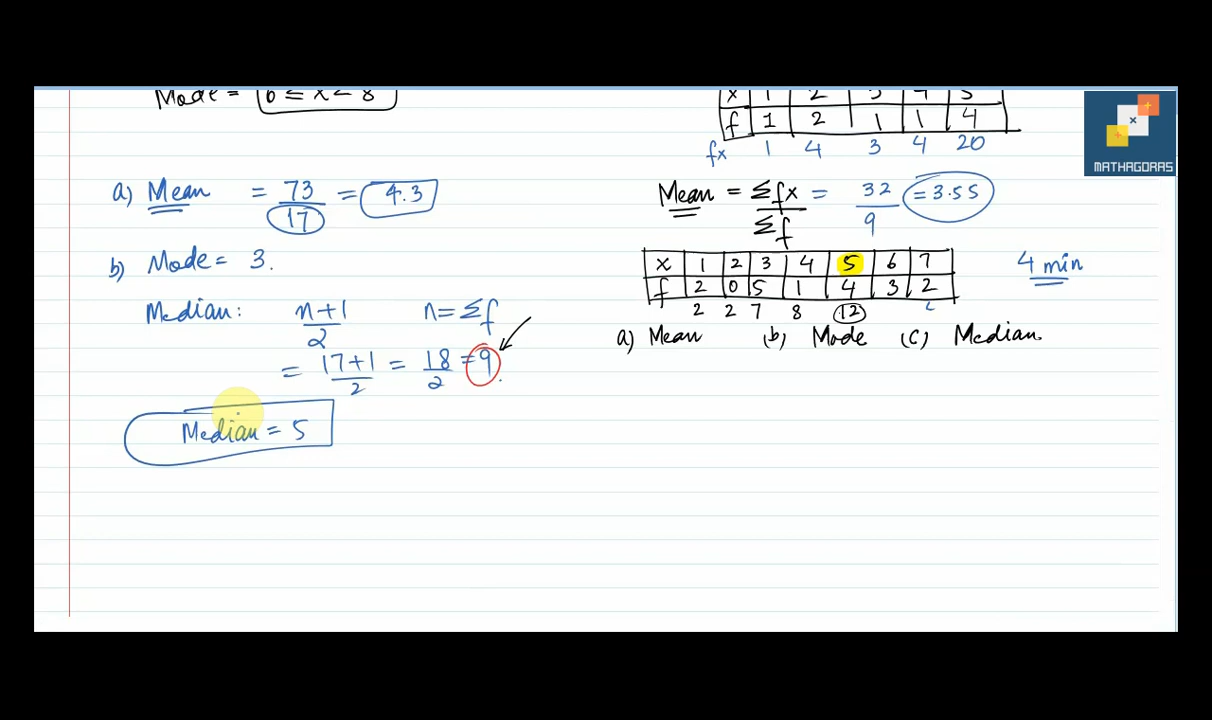 Mode = 6 ≤ x < 8
x 1 2 3 4 5
f 1 2 1 1 4
fx 1 4 3 4 20
MATHAGORAS
a) Mean = 73/17 = 4.3
Mean = Σfx/Σf = 32/9 = 3.55
b) Mode = 3.
x 1 2 3 4 5 6 7
f 2 0 5 1 4 3 2
2 2 7 8 12
4 min
a) Mean (b) Mode (c) Median.
Median: n+1/2 n = Σf
= 17+1/2 = 18/2 = 9.
Median = 5